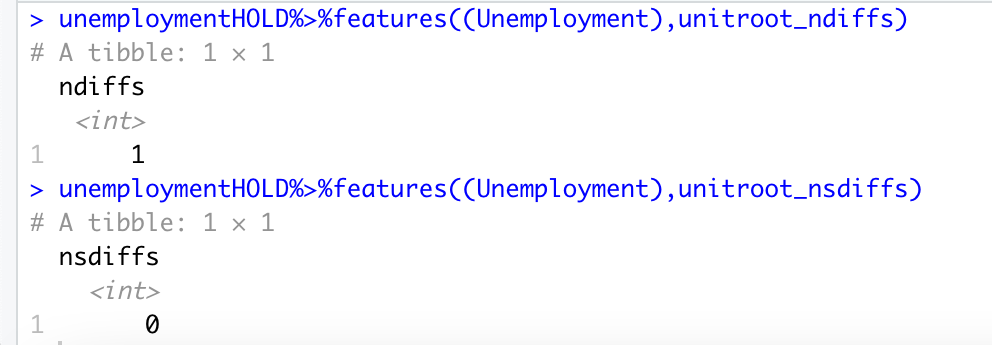 > unemploymentHOLD%>%features((Unemployment),unitroot_ndiffs)
# A tibble: 1 × 1
ndiffs
<int>
1 1
> unemploymentHOLD%>%features((Unemployment),unitroot_nsdiffs)
# A tibble: 1 × 1
nsdiffs
<int>
1 0